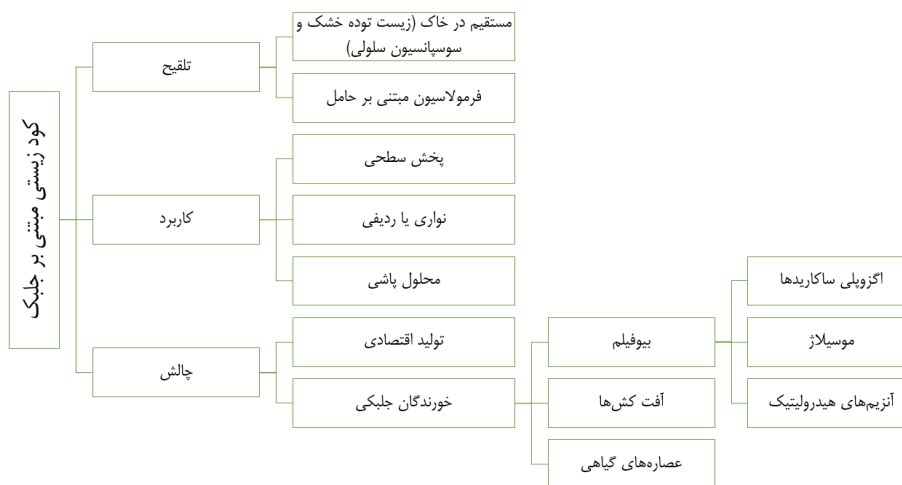 کود زیستی مبتنی بر جلبک
تلقیح
مستقیم در خاک (زیست توده خشک و
سوسپانسیون سلولی)
فرمولاسیون مبتنی بر حامل
کاربرد
پخش سطحی
نواری یا ردیفی
محلول پاشی
چالش
تولید اقتصادی
خورندگان جلبکی
بیوفیلم
اگزوپلی ساکاریدها
موسیلاژ
آنزیم‌های هیدرولیتیک
آفت کش‌ها
عصاره‌های گیاهی